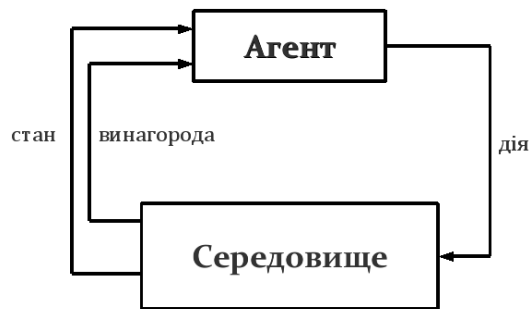 Агент
стан
винагорода
дія
Середовище